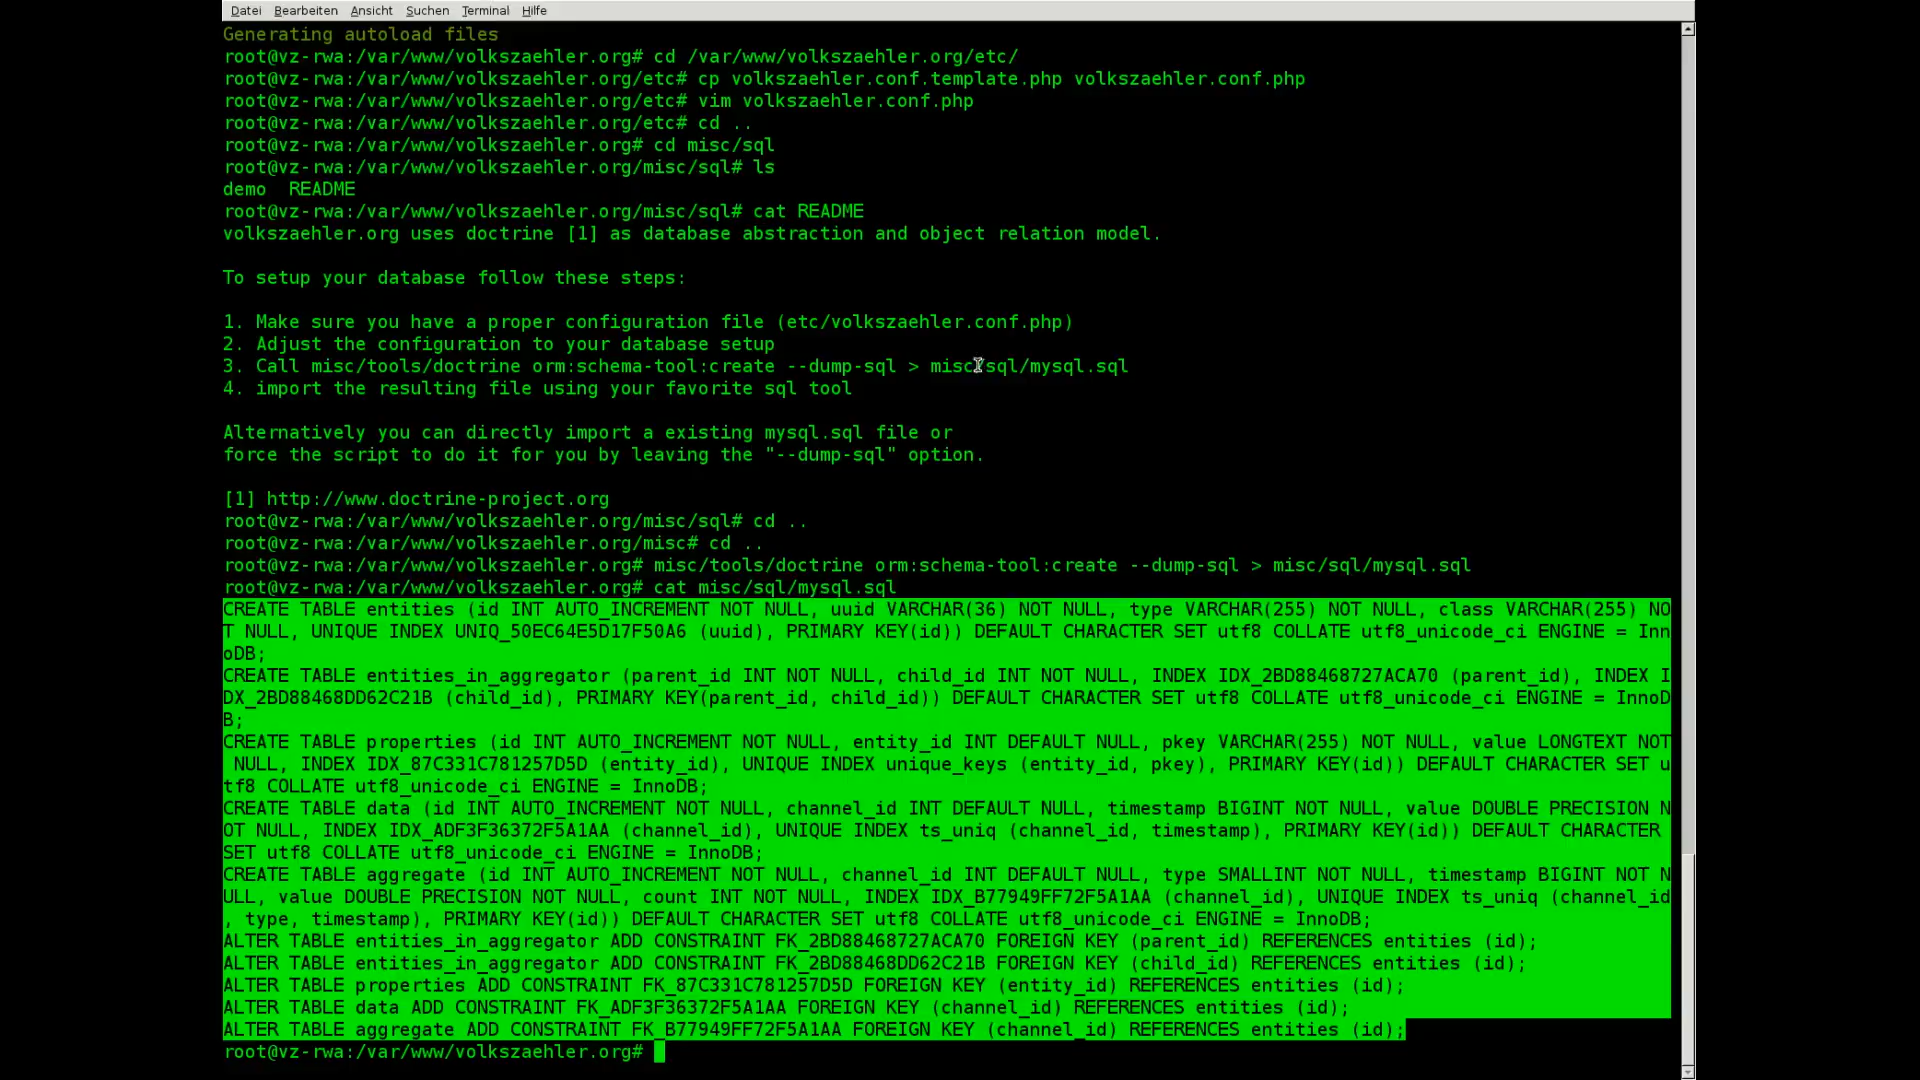 Datei Bearbeiten Ansicht Suchen Terminal Hilfe
Generating autoload files
root@vz-rwa:/var/www/volkszaehler.org# cd /var/www/volkszaehler.org/etc/
root@vz-rwa:/var/www/volkszaehler.org/etc# cp volkszaehler.conf.template.php volkszaehler.conf.php
root@vz-rwa:/var/www/volkszaehler.org/etc# vim volkszaehler.conf.php
root@vz-rwa:/var/www/volkszaehler.org/etc# cd ..
root@vz-rwa:/var/www/volkszaehler.org# cd misc/sql
root@vz-rwa:/var/www/volkszaehler.org/misc/sql# ls
demo  README
root@vz-rwa:/var/www/volkszaehler.org/misc/sql# cat README
volkszaehler.org uses doctrine [1] as database abstraction and object relation model.

To setup your database follow these steps:

1. Make sure you have a proper configuration file (etc/volkszaehler.conf.php)
2. Adjust the configuration to your database setup
3. Call misc/tools/doctrine orm:schema-tool:create --dump-sql > misc/sql/mysql.sql
4. import the resulting file using your favorite sql tool

Alternatively you can directly import a existing mysql.sql file or
force the script to do it for you by leaving the "--dump-sql" option.

[1] http://www.doctrine-project.org
root@vz-rwa:/var/www/volkszaehler.org/misc/sql# cd ..
root@vz-rwa:/var/www/volkszaehler.org/misc# cd ..
root@vz-rwa:/var/www/volkszaehler.org# misc/tools/doctrine orm:schema-tool:create --dump-sql > misc/sql/mysql.sql
root@vz-rwa:/var/www/volkszaehler.org# cat misc/sql/mysql.sql
CREATE TABLE entities (id INT AUTO_INCREMENT NOT NULL, uuid VARCHAR(36) NOT NULL, type VARCHAR(255) NOT NULL, class VARCHAR(255) NO
T NULL, UNIQUE INDEX UNIQ_50EC64E5D17F50A6 (uuid), PRIMARY KEY(id)) DEFAULT CHARACTER SET utf8 COLLATE utf8_unicode_ci ENGINE = Inn
oDB;
CREATE TABLE entities_in_aggregator (parent_id INT NOT NULL, child_id INT NOT NULL, INDEX IDX_2BD88468727ACA70 (parent_id), INDEX I
DX_2BD88468DD62C21B (child_id), PRIMARY KEY(parent_id, child_id)) DEFAULT CHARACTER SET utf8 COLLATE utf8_unicode_ci ENGINE = InnoD
B;
CREATE TABLE properties (id INT AUTO_INCREMENT NOT NULL, entity_id INT DEFAULT NULL, pkey VARCHAR(255) NOT NULL, value LONGTEXT NOT
 NULL, INDEX IDX_87C331C781257D5D (entity_id), UNIQUE INDEX unique_keys (entity_id, pkey), PRIMARY KEY(id)) DEFAULT CHARACTER SET u
tf8 COLLATE utf8_unicode_ci ENGINE = InnoDB;
CREATE TABLE data (id INT AUTO_INCREMENT NOT NULL, channel_id INT DEFAULT NULL, timestamp BIGINT NOT NULL, value DOUBLE PRECISION N
OT NULL, INDEX IDX_ADF3F36372F5A1AA (channel_id), UNIQUE INDEX ts_uniq (channel_id, timestamp), PRIMARY KEY(id)) DEFAULT CHARACTER
SET utf8 COLLATE utf8_unicode_ci ENGINE = InnoDB;
CREATE TABLE aggregate (id INT AUTO_INCREMENT NOT NULL, channel_id INT DEFAULT NULL, type SMALLINT NOT NULL, timestamp BIGINT NOT N
ULL, value DOUBLE PRECISION NOT NULL, count INT NOT NULL, INDEX IDX_B77949FF72F5A1AA (channel_id), UNIQUE INDEX ts_uniq (channel_id
, type, timestamp), PRIMARY KEY(id)) DEFAULT CHARACTER SET utf8 COLLATE utf8_unicode_ci ENGINE = InnoDB;
ALTER TABLE entities_in_aggregator ADD CONSTRAINT FK_2BD88468727ACA70 FOREIGN KEY (parent_id) REFERENCES entities (id);
ALTER TABLE entities_in_aggregator ADD CONSTRAINT FK_2BD88468DD62C21B FOREIGN KEY (child_id) REFERENCES entities (id);
ALTER TABLE properties ADD CONSTRAINT FK_87C331C781257D5D FOREIGN KEY (entity_id) REFERENCES entities (id);
ALTER TABLE data ADD CONSTRAINT FK_ADF3F36372F5A1AA FOREIGN KEY (channel_id) REFERENCES entities (id);
ALTER TABLE aggregate ADD CONSTRAINT FK_B77949FF72F5A1AA FOREIGN KEY (channel_id) REFERENCES entities (id);
root@vz-rwa:/var/www/volkszaehler.org#